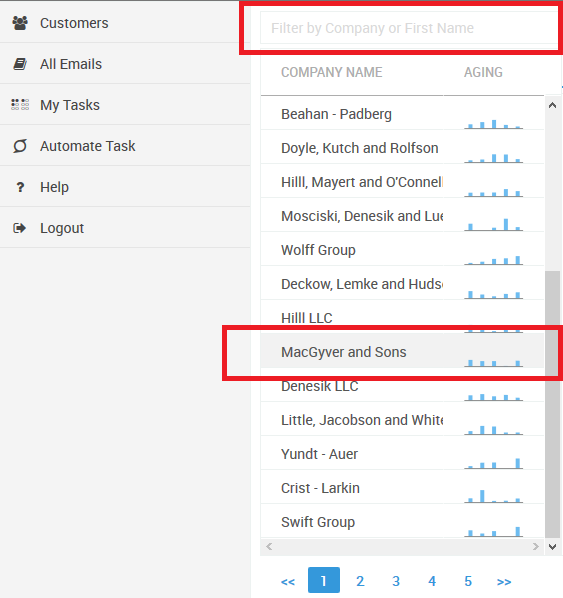 Customers
All Emails
My Tasks
Automate Task
? Help
Logout
Filter by Company or First Name
COMPANY NAME AGING
Beahan - Padberg
Doyle, Kutch and Rolfson
Hilll, Mayert and O'Connell
Mosciski, Denesik and Lue
Wolff Group
Deckow, Lemke and Hudso
Hilll LLC
MacGyver and Sons
Denesik LLC
Little, Jacobson and White
Yundt - Auer
Crist - Larkin
Swift Group
<< 1 2 3 4 5 >>